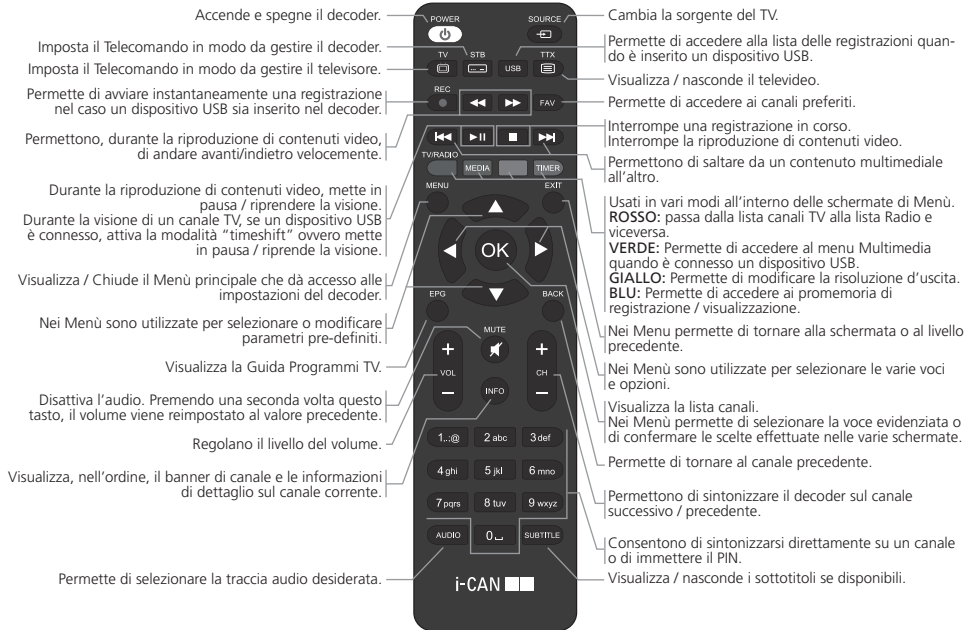 Accende e spegne il decoder.
Imposta il Telecomando in modo da gestire il decoder.
Imposta il Telecomando in modo da gestire il televisore.
Permette di avviare instantaneamente una registrazione
nel caso un dispositivo USB sia inserito nel decoder.
Permettono, durante la riproduzione di contenuti video,
di andare avanti/indietro velocemente.
Durante la riproduzione di contenuti video, mette in
pausa / riprendere la visione.
Durante la visione di un canale TV, se un dispositivo USB
è connesso, attiva la modalità "timeshift" ovvero mette
in pausa / riprende la visione.
Visualizza / Chiude il Menù principale che dà accesso alle
impostazioni del decoder.
Nei Menù sono utilizzate per selezionare o modificare
parametri pre-definiti.
Visualizza la Guida Programmi TV.
Disattiva l'audio. Premendo una seconda volta questo
tasto, il volume viene reimpostato al valore precedente.
Regolano il livello del volume.
Visualizza, nell'ordine, il banner di canale e le informazioni
di dettaglio sul canale corrente.
Permette di selezionare la traccia audio desiderata.
POWER SOURCE
TV STB USB TTX
REC FAV
TV/RADIO MEDIA TIMER
MENU EXIT
OK
EPG BACK
MUTE
+ +
VOL CH
− −
INFO
1.,:@ 2 abc 3 def
4 ghi 5 jkl 6 mno
7 pqrs 8 tuv 9 wxyz
AUDIO 0 SUBTITLE
i-CAN
Cambia la sorgente del TV.
Permette di accedere alla lista delle registrazioni quan-
do è inserito un dispositivo USB.
Visualizza / nasconde il televideo.
Permette di accedere ai canali preferiti.
Interrompe una registrazione in corso.
Interrompe la riproduzione di contenuti video.
Permettono di saltare da un contenuto multimediale
all'altro.
Usati in vari modi all'interno delle schermate di Menù.
ROSSO: passa dalla lista canali TV alla lista Radio e
viceversa.
VERDE: Permette di accedere al menu Multimedia
quando è connesso un dispositivo USB.
GIALLO: Permette di modificare la risoluzione d'uscita.
BLU: Permette di accedere ai promemoria di
registrazione / visualizzazione.
Nei Menu permette di tornare alla schermata o al livello
precedente.
Nei Menù sono utilizzate per selezionare le varie voci
e opzioni.
Visualizza la lista canali.
Nei Menù permette di selezionare la voce evidenziata o
di confermare le scelte effettuate nelle varie schermate.
Permette di tornare al canale precedente.
Permettono di sintonizzare il decoder sul canale
successivo / precedente.
Consentono di sintonizzarsi direttamente su un canale
o di immettere il PIN.
Visualizza / nasconde i sottotitoli se disponibili.